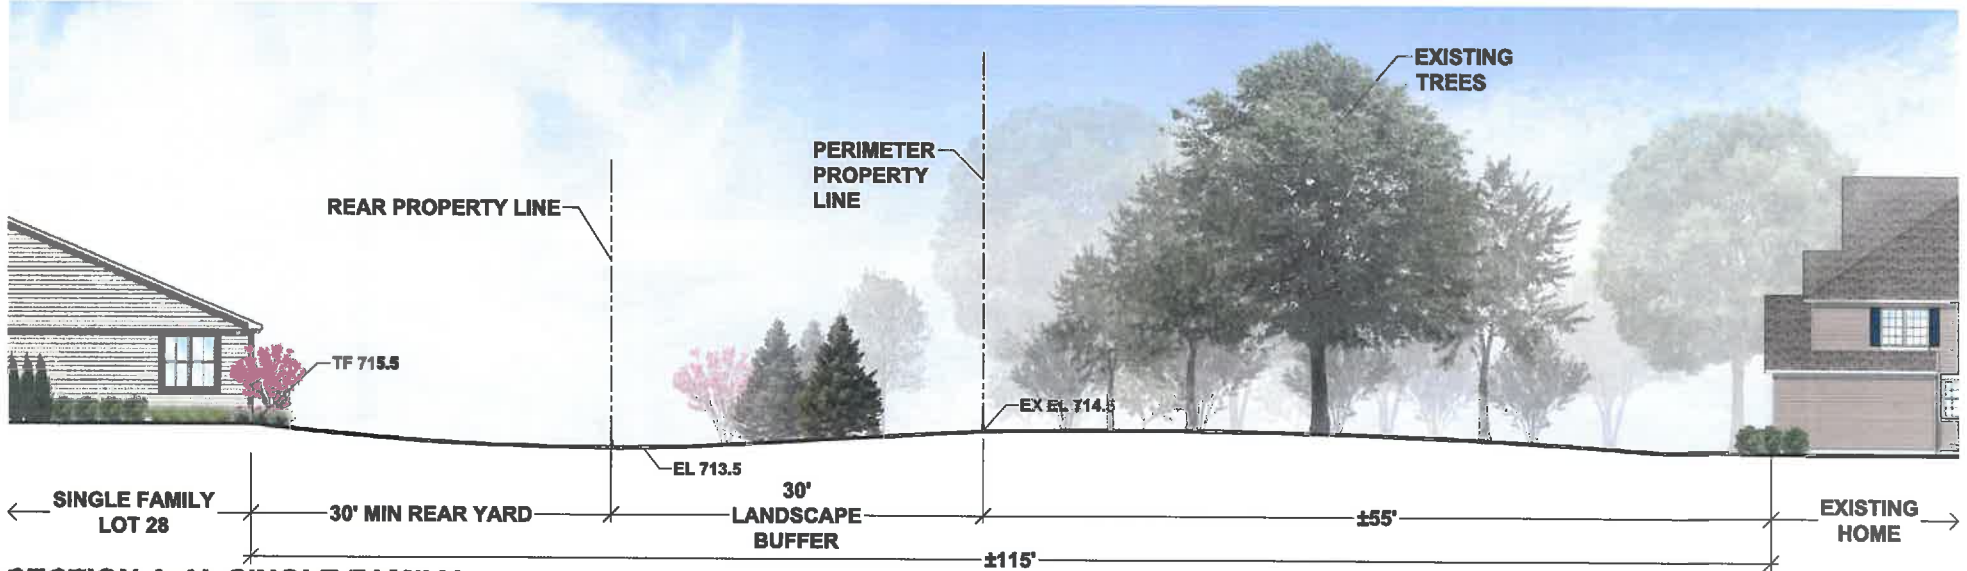 EXISTING
TREES
PERIMETER
PROPERTY
LINE
REAR PROPERTY LINE
TF 715.5
EX EL 714.5
EL 713.5
SINGLE FAMILY
LOT 28
30' MIN REAR YARD
30'
LANDSCAPE
BUFFER
±55'
EXISTING
HOME
±115'